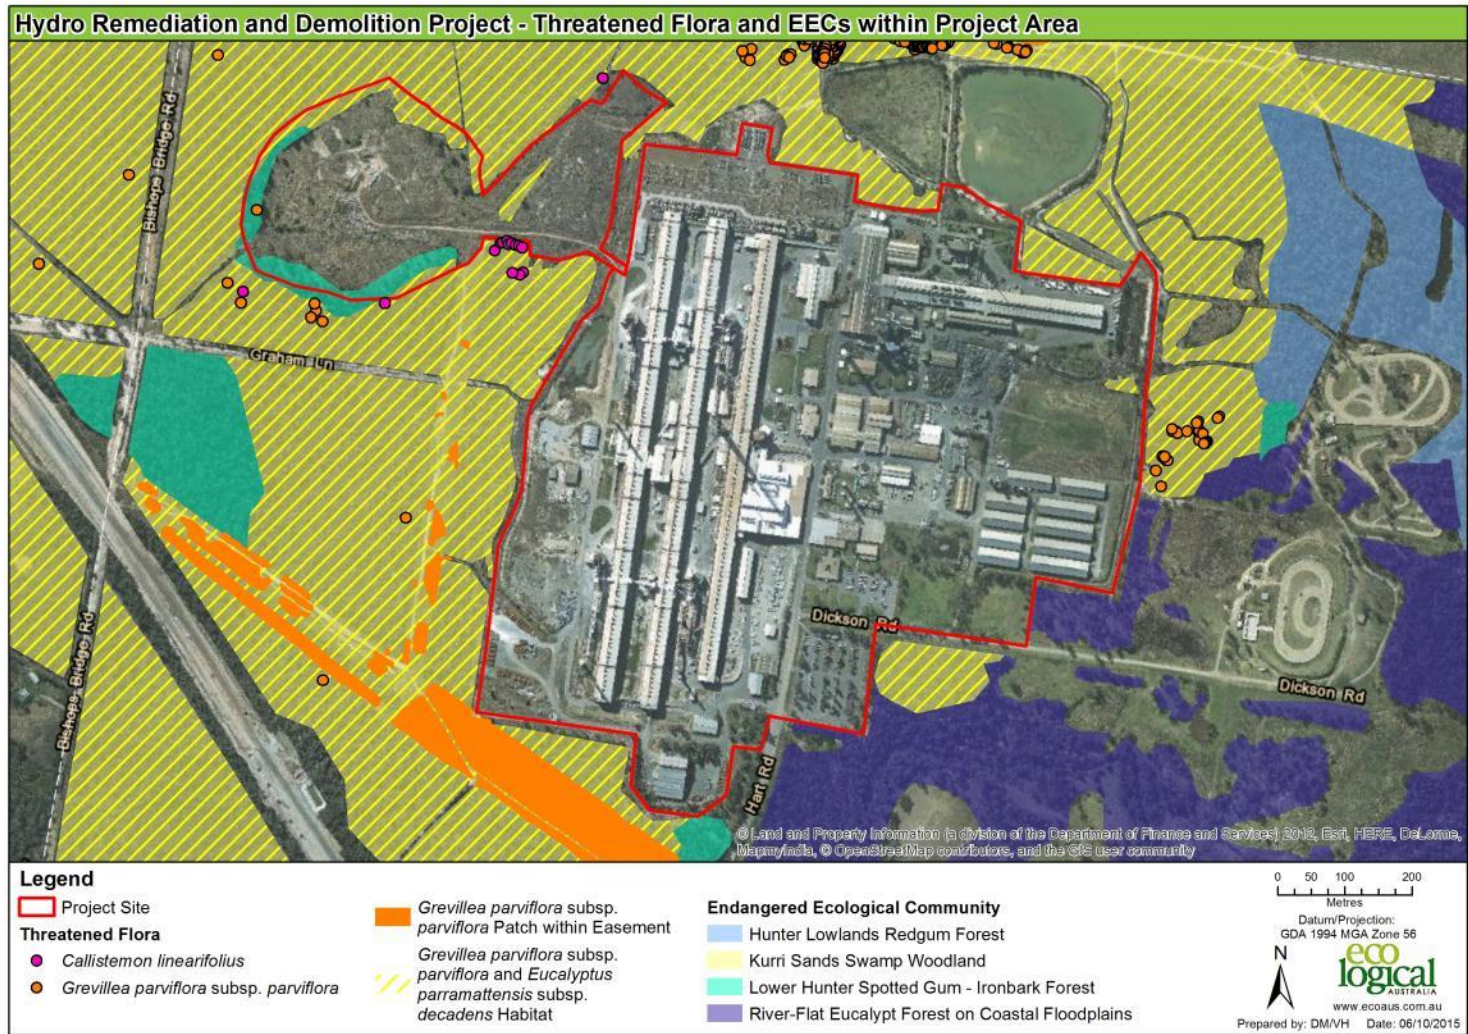 Hydro Remediation and Demolition Project - Threatened Flora and EECs within Project Area
Bishops Bridge Rd
Graham Ln
Bishops Bridge Rd
Dickson Rd
Dickson Rd
Hart Rd
© Land and Property Information (a division of the Department of Finance and Services) 2012, Esri, HERE, DeLorme,
MapmyIndia, © OpenStreetMap contributors, and the GIS user community
Legend
Project Site
Threatened Flora
Callistemon linearifolius
Grevillea parviflora subsp. parviflora
Grevillea parviflora subsp.
parviflora Patch within Easement
Grevillea parviflora subsp.
parviflora and Eucalyptus
parramattensis subsp.
decadens Habitat
Endangered Ecological Community
Hunter Lowlands Redgum Forest
Kurri Sands Swamp Woodland
Lower Hunter Spotted Gum - Ironbark Forest
River-Flat Eucalypt Forest on Coastal Floodplains
0 50 100 200
Metres
Datum/Projection:
GDA 1994 MGA Zone 56
N
eco
logical
AUSTRALIA
www.ecoaus.com.au
Prepared by: DM/VH Date: 06/10/2015